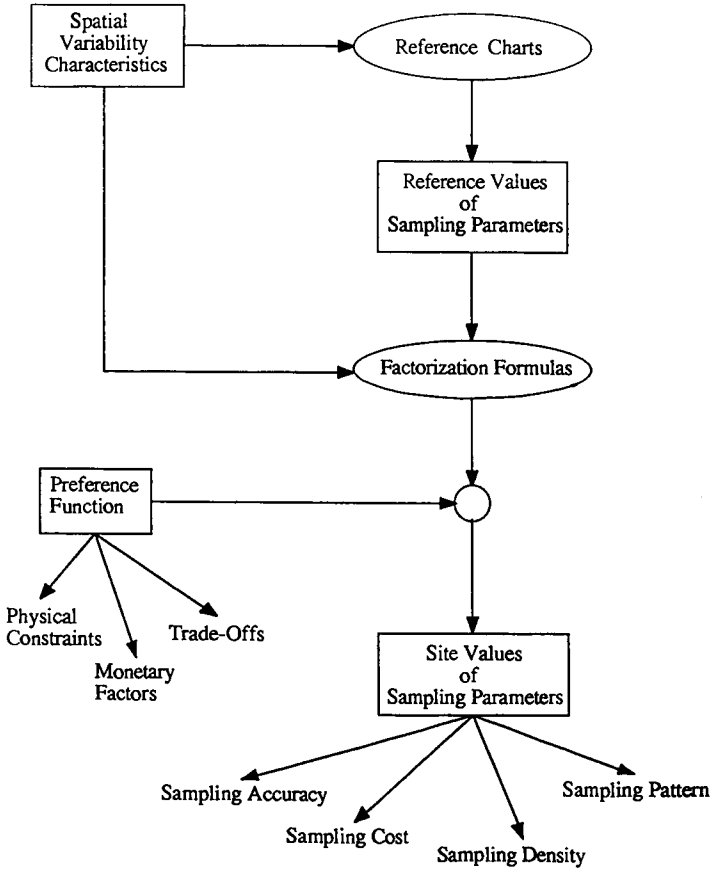 Spatial
Variability
Characteristics
Reference Charts
Reference Values
of
Sampling Parameters
Factorization Formulas
Preference
Function
Physical
Constraints
Monetary
Factors
Trade-Offs
Site Values
of
Sampling Parameters
Sampling Accuracy
Sampling Cost
Sampling Density
Sampling Pattern